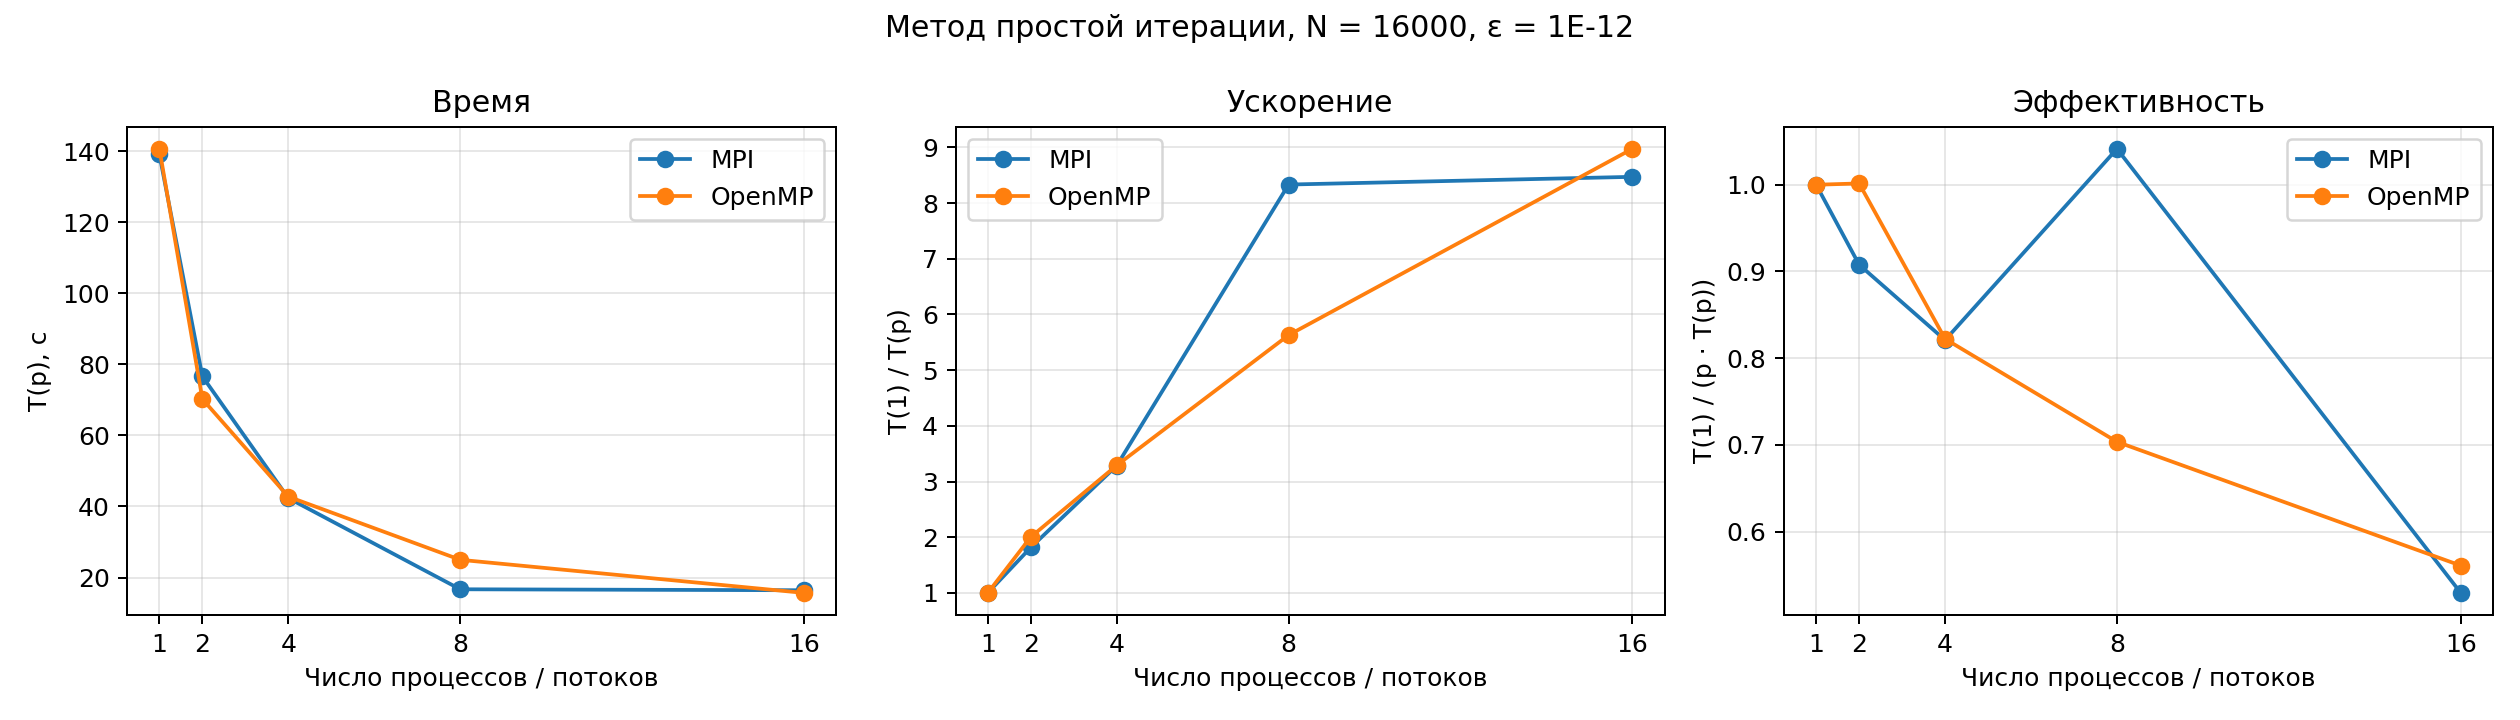 Метод простой итерации, N = 16000, ε = 1E-12
Время
T(p), с
140
120
100
80
60
40
20
1 2 4 8 16
Число процессов / потоков
MPI
OpenMP
Ускорение
T(1) / T(p)
9
8
7
6
5
4
3
2
1
1 2 4 8 16
Число процессов / потоков
MPI
OpenMP
Эффективность
T(1) / (p · T(p))
1.0
0.9
0.8
0.7
0.6
1 2 4 8 16
Число процессов / потоков
MPI
OpenMP